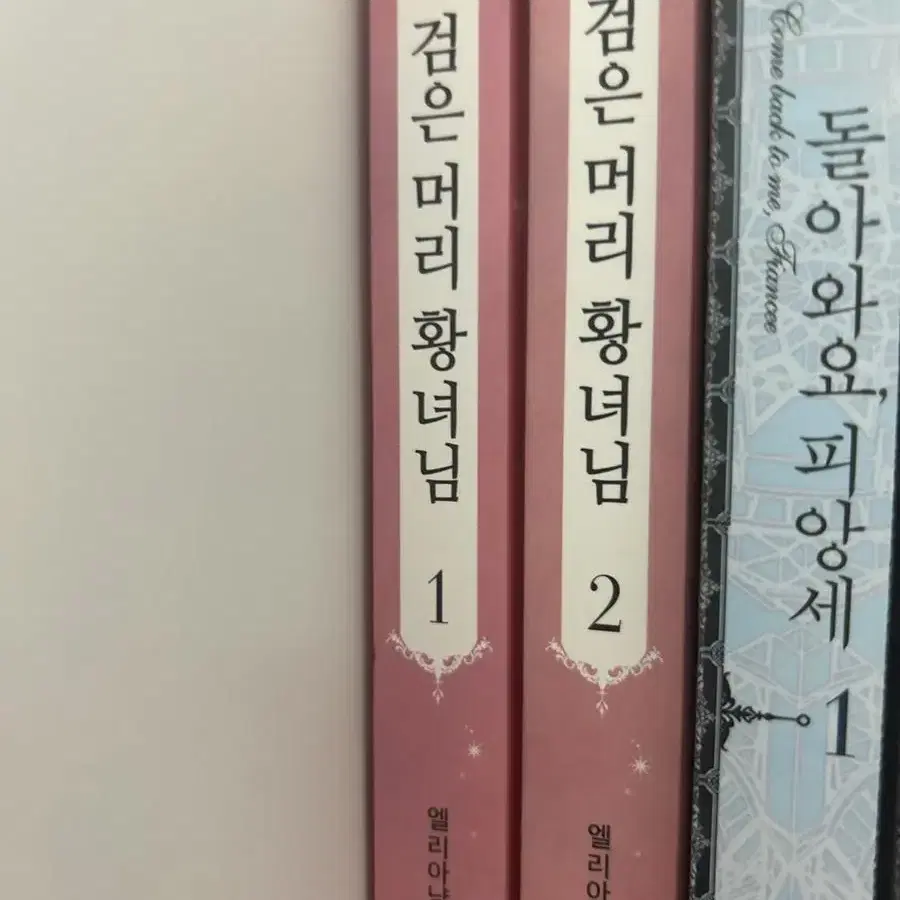 검은 머리 황녀님
1
엘리아냥
검은 머리 황녀님
2
엘리아
Come back to me, Fiancee
돌아와요, 피앙세
1